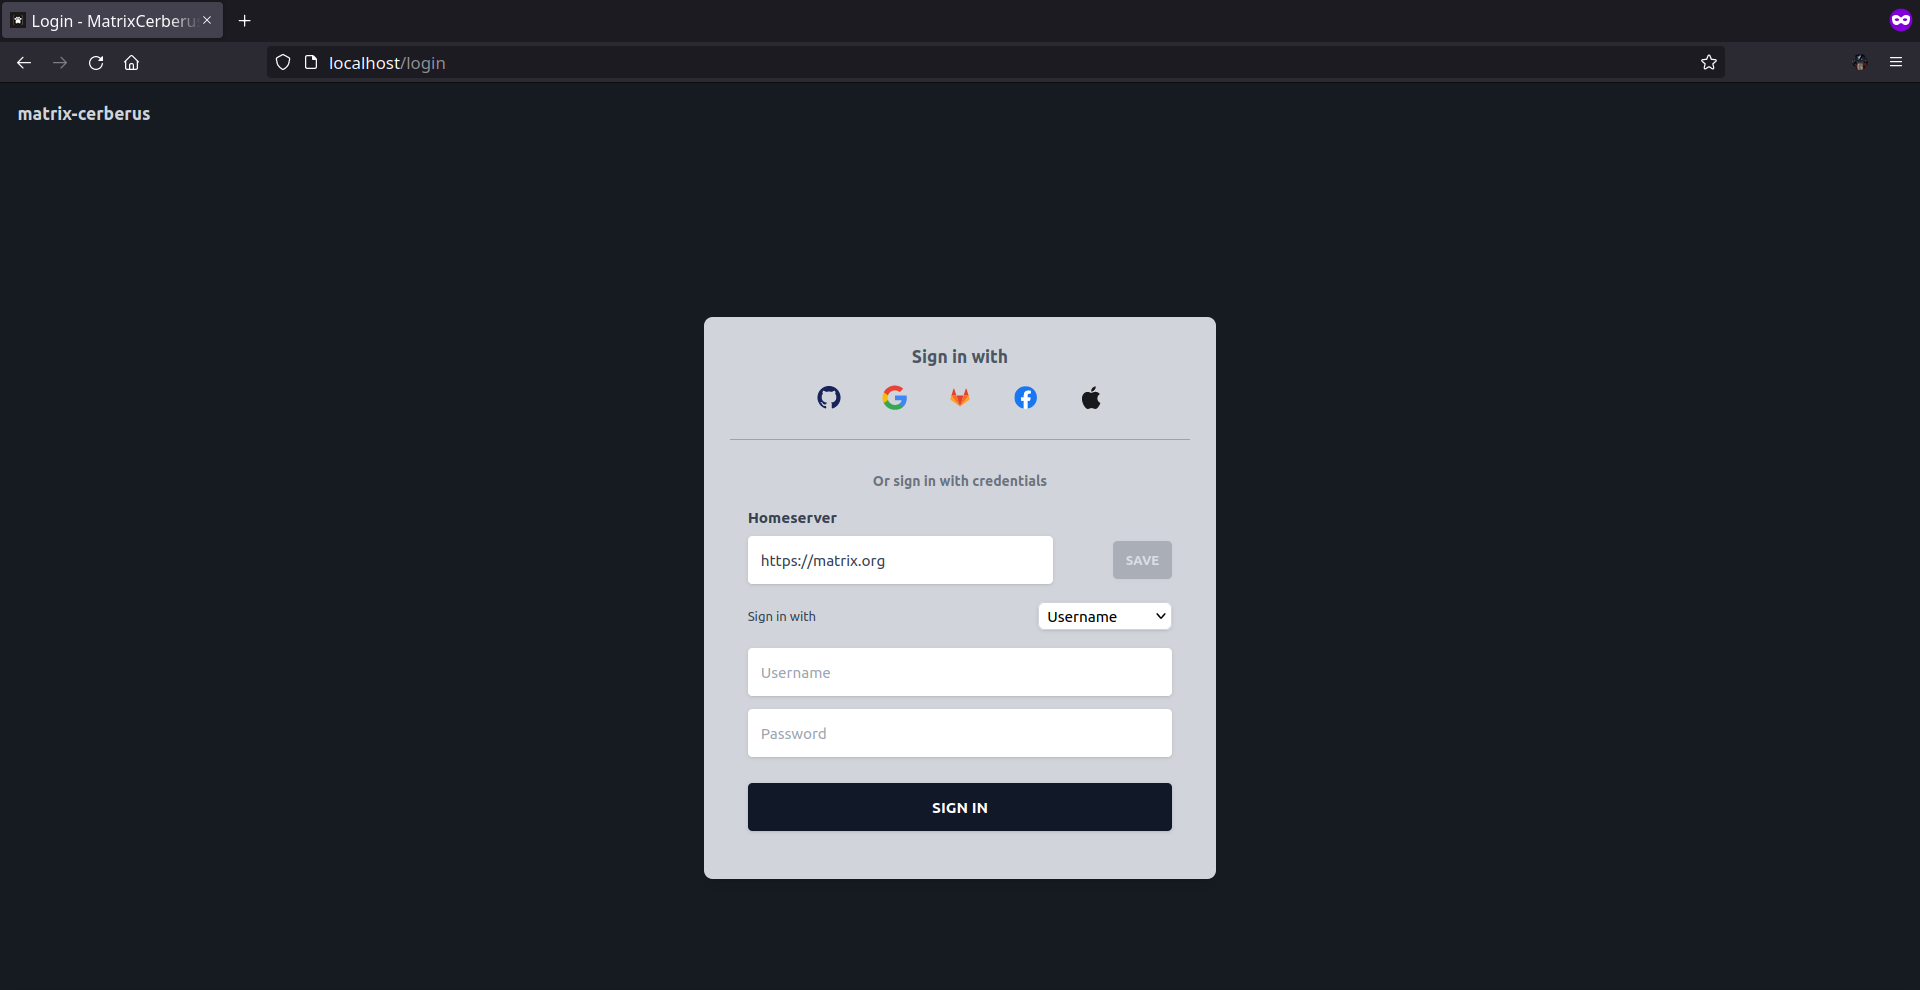 Login - MatrixCerberus
localhost/login
matrix-cerberus
Sign in with
Or sign in with credentials
Homeserver
https://matrix.org
SAVE
Sign in with
Username
Username
Password
SIGN IN